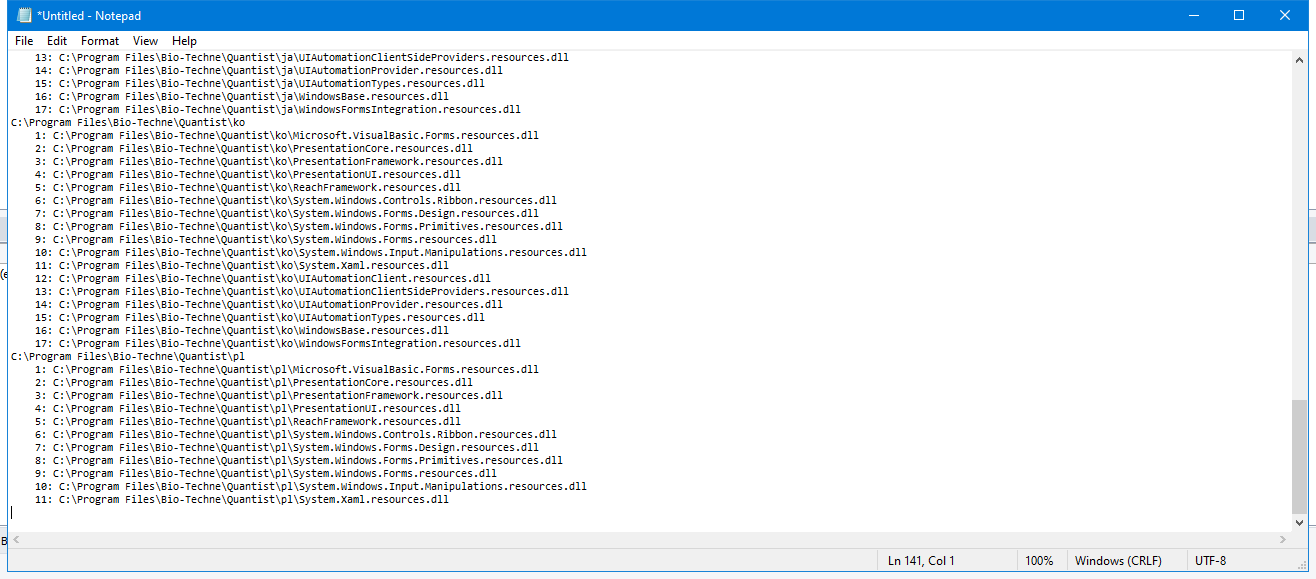 *Untitled - Notepad
File Edit Format View Help
13: C:\Program Files\Bio-Techne\Quantist\ja\UIAutomationClientSideProviders.resources.dll
14: C:\Program Files\Bio-Techne\Quantist\ja\UIAutomationProvider.resources.dll
15: C:\Program Files\Bio-Techne\Quantist\ja\UIAutomationTypes.resources.dll
16: C:\Program Files\Bio-Techne\Quantist\ja\WindowsBase.resources.dll
17: C:\Program Files\Bio-Techne\Quantist\ja\WindowsFormsIntegration.resources.dll
C:\Program Files\Bio-Techne\Quantist\ko
1: C:\Program Files\Bio-Techne\Quantist\ko\Microsoft.VisualBasic.Forms.resources.dll
2: C:\Program Files\Bio-Techne\Quantist\ko\PresentationCore.resources.dll
3: C:\Program Files\Bio-Techne\Quantist\ko\PresentationFramework.resources.dll
4: C:\Program Files\Bio-Techne\Quantist\ko\PresentationUI.resources.dll
5: C:\Program Files\Bio-Techne\Quantist\ko\ReachFramework.resources.dll
6: C:\Program Files\Bio-Techne\Quantist\ko\System.Windows.Controls.Ribbon.resources.dll
7: C:\Program Files\Bio-Techne\Quantist\ko\System.Windows.Forms.Design.resources.dll
8: C:\Program Files\Bio-Techne\Quantist\ko\System.Windows.Forms.Primitives.resources.dll
9: C:\Program Files\Bio-Techne\Quantist\ko\System.Windows.Forms.resources.dll
10: C:\Program Files\Bio-Techne\Quantist\ko\System.Windows.Input.Manipulations.resources.dll
11: C:\Program Files\Bio-Techne\Quantist\ko\System.Xaml.resources.dll
12: C:\Program Files\Bio-Techne\Quantist\ko\UIAutomationClient.resources.dll
13: C:\Program Files\Bio-Techne\Quantist\ko\UIAutomationClientSideProviders.resources.dll
14: C:\Program Files\Bio-Techne\Quantist\ko\UIAutomationProvider.resources.dll
15: C:\Program Files\Bio-Techne\Quantist\ko\UIAutomationTypes.resources.dll
16: C:\Program Files\Bio-Techne\Quantist\ko\WindowsBase.resources.dll
17: C:\Program Files\Bio-Techne\Quantist\ko\WindowsFormsIntegration.resources.dll
C:\Program Files\Bio-Techne\Quantist\pl
1: C:\Program Files\Bio-Techne\Quantist\pl\Microsoft.VisualBasic.Forms.resources.dll
2: C:\Program Files\Bio-Techne\Quantist\pl\PresentationCore.resources.dll
3: C:\Program Files\Bio-Techne\Quantist\pl\PresentationFramework.resources.dll
4: C:\Program Files\Bio-Techne\Quantist\pl\PresentationUI.resources.dll
5: C:\Program Files\Bio-Techne\Quantist\pl\ReachFramework.resources.dll
6: C:\Program Files\Bio-Techne\Quantist\pl\System.Windows.Controls.Ribbon.resources.dll
7: C:\Program Files\Bio-Techne\Quantist\pl\System.Windows.Forms.Design.resources.dll
8: C:\Program Files\Bio-Techne\Quantist\pl\System.Windows.Forms.Primitives.resources.dll
9: C:\Program Files\Bio-Techne\Quantist\pl\System.Windows.Forms.resources.dll
10: C:\Program Files\Bio-Techne\Quantist\pl\System.Windows.Input.Manipulations.resources.dll
11: C:\Program Files\Bio-Techne\Quantist\pl\System.Xaml.resources.dll
Ln 141, Col 1 100% Windows (CRLF) UTF-8